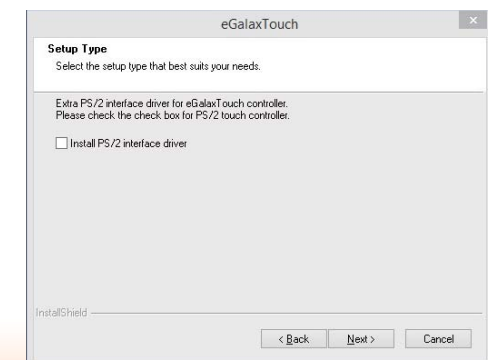 eGalaxTouch
Setup Type
Select the setup type that best suits your needs.
Extra PS/2 interface driver for eGalaxTouch controller.
Please check the check box for PS/2 touch controller.
Install PS/2 interface driver
InstallShield
< Back Next > Cancel